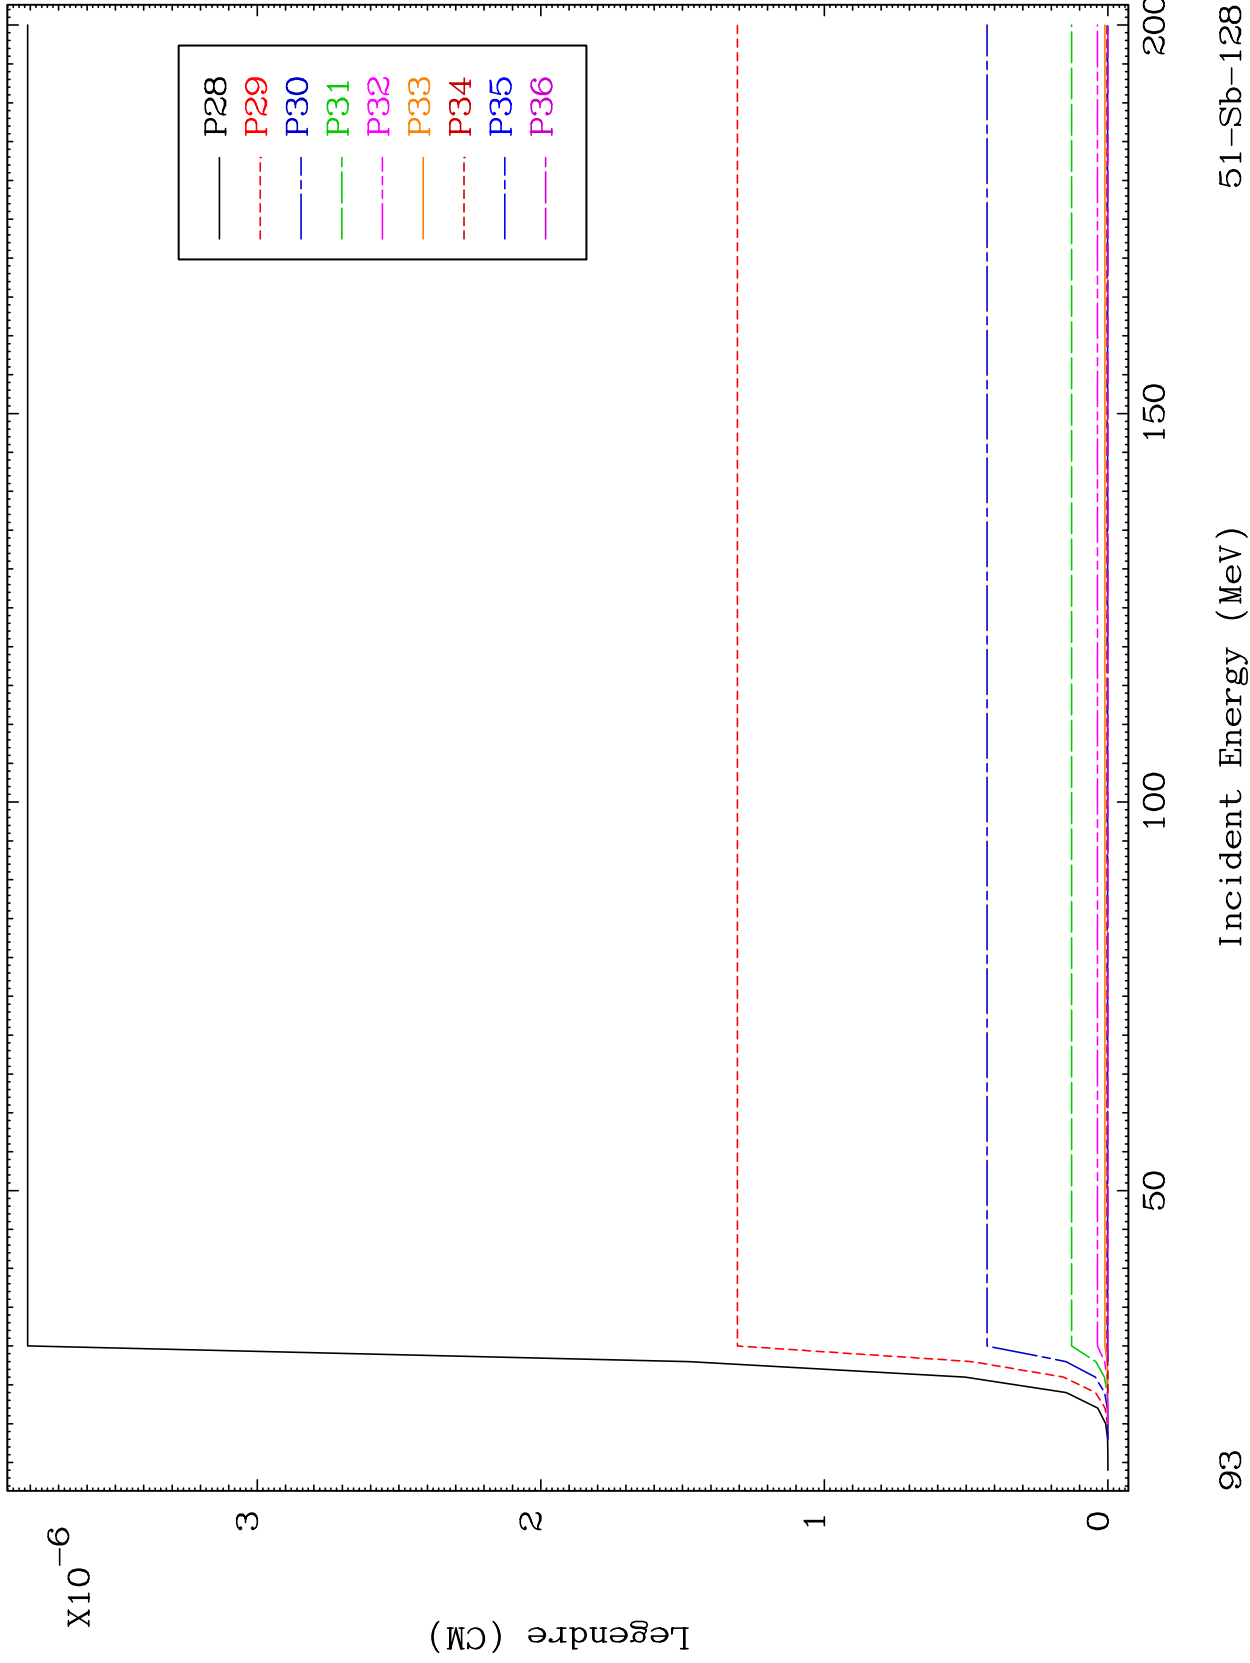 X10^-6
Legendre (CM)
3
2
1
0
P28
P29
P30
P31
P32
P33
P34
P35
P36
50
100
150
200
93
Incident Energy (MeV)
51-Sb-128